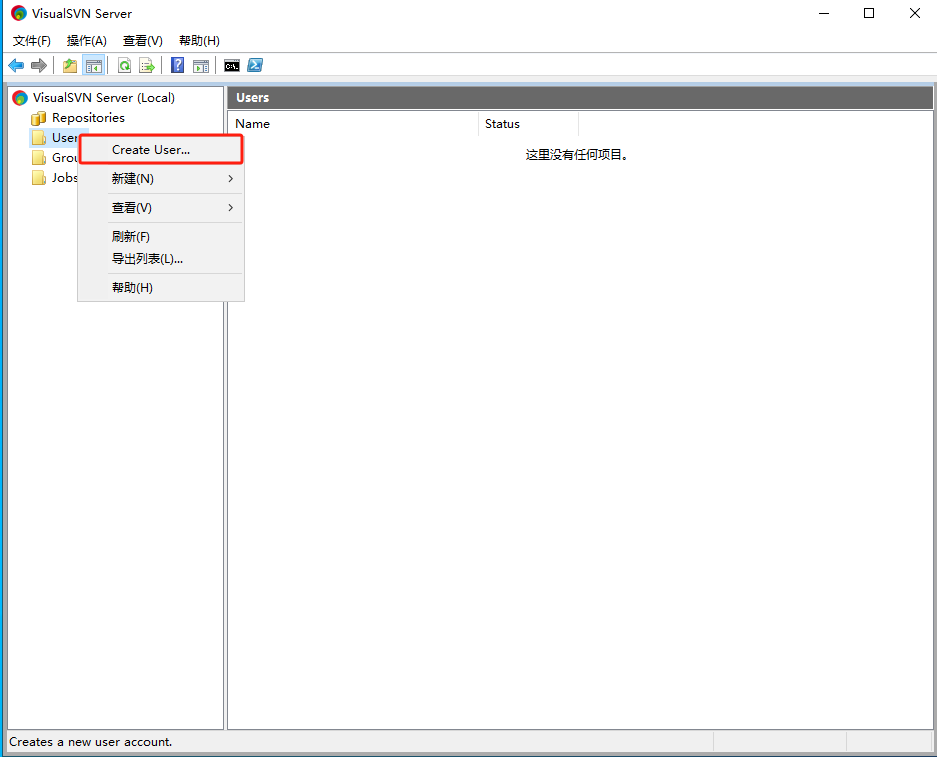 VisualSVN Server
文件(F) 操作(A) 查看(V) 帮助(H)
VisualSVN Server (Local)
Repositories
User
Grou
Jobs
Create User...
新建(N)
查看(V)
刷新(F)
导出列表(L)...
帮助(H)
Users
Name Status
这里没有任何项目。
Creates a new user account.